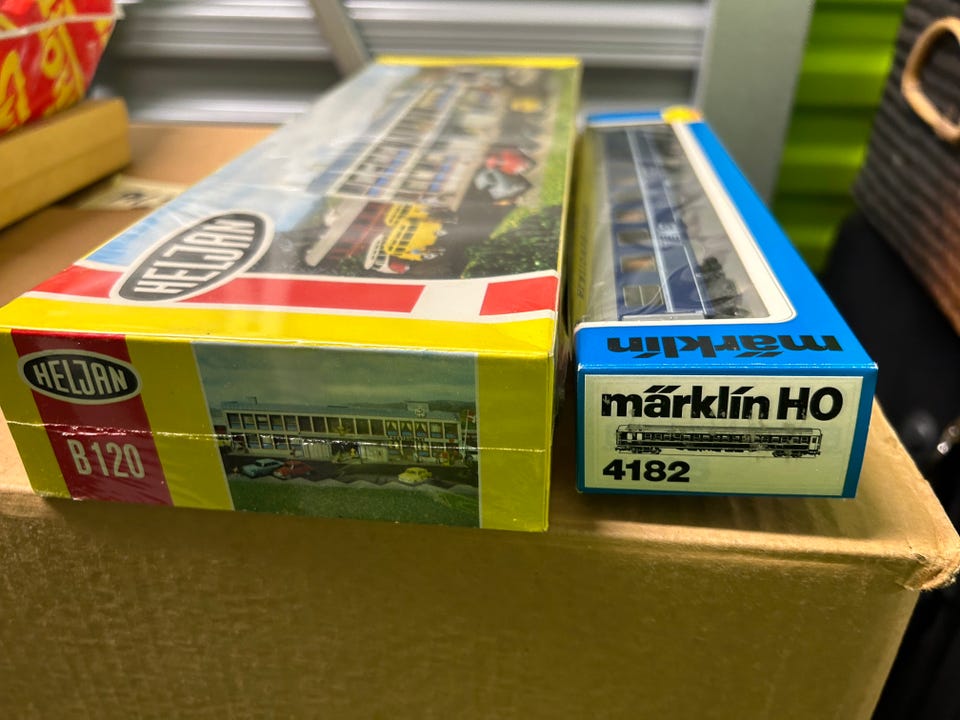 HELJAN
HELJAN
B120
märklin
märklin HO
4182